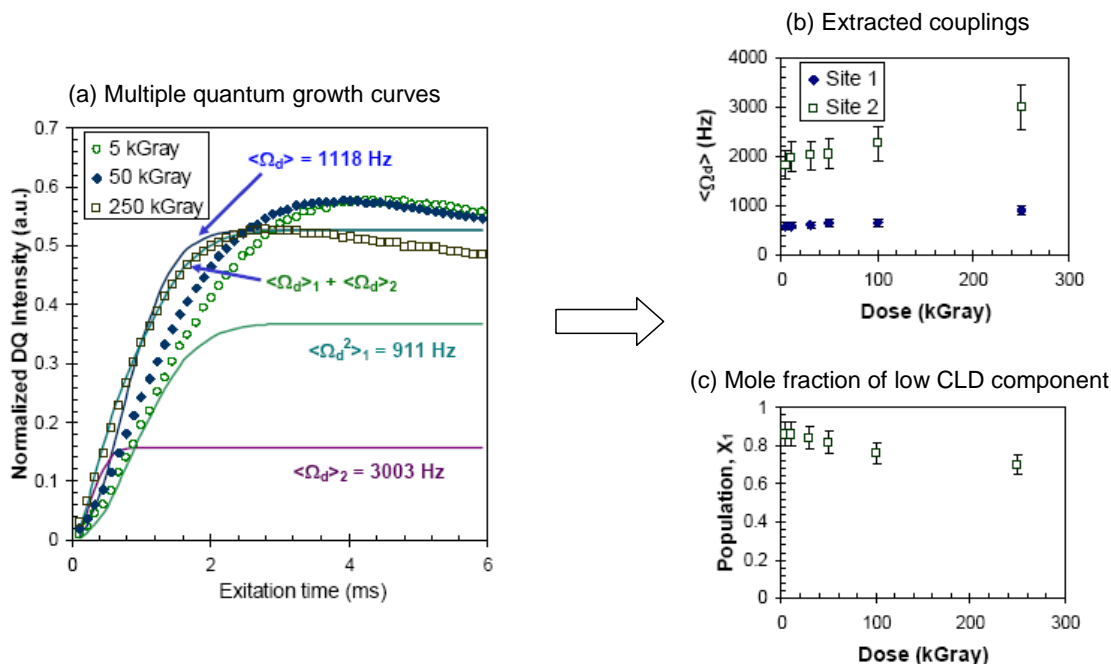 (a) Multiple quantum growth curves
Normalized DQ Intensity (a.u.)
0.7
0.6
0.5
0.4
0.3
0.2
0.1
0
5 kGray
50 kGray
250 kGray
<Ωd> = 1118 Hz
<Ωd>1 + <Ωd>2
<Ωd²>1 = 911 Hz
<Ωd>2 = 3003 Hz
0 2 4 6
Exitation time (ms)
(b) Extracted couplings
<Ωd> (Hz)
4000
3000
2000
1000
0
Site 1
Site 2
0 100 200 300
Dose (kGray)
(c) Mole fraction of low CLD component
Population, X1
1
0.8
0.6
0.4
0.2
0
0 100 200 300
Dose (kGray)